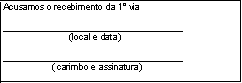 Acusamos o recebimento da 1ª via
(local e data)
( carimbo e assinatura)